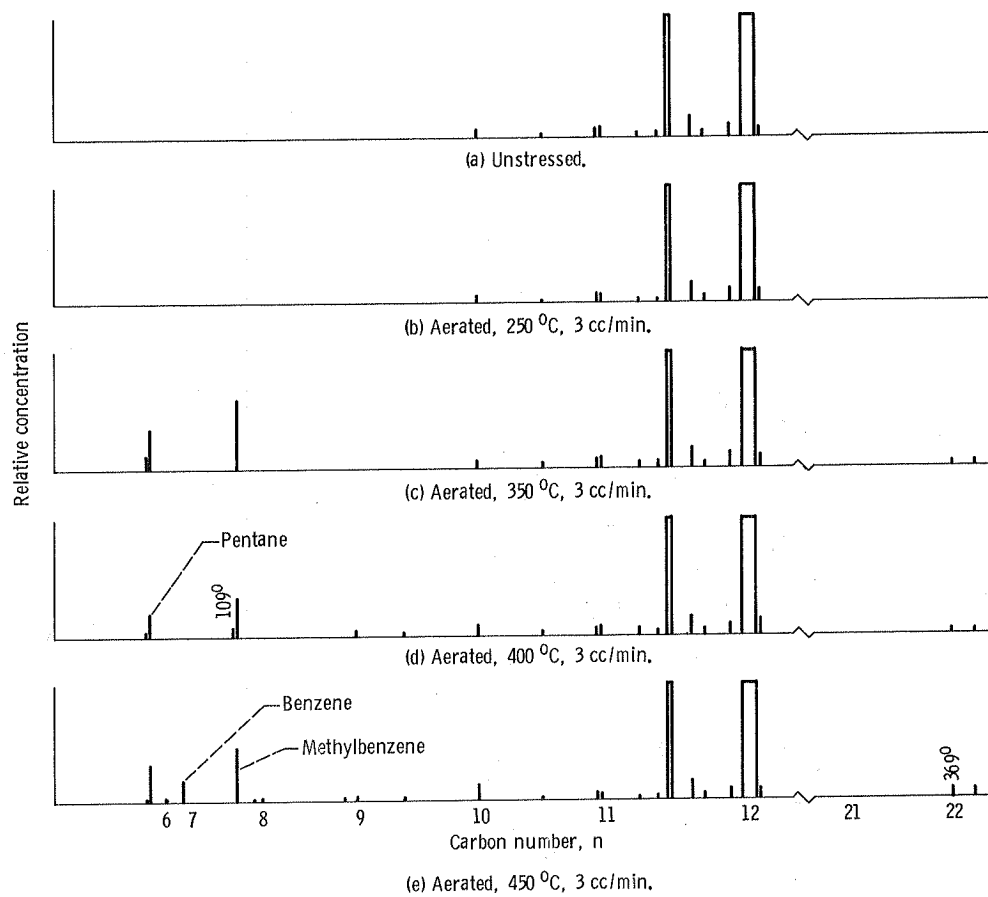 (a) Unstressed.
(b) Aerated, 250 °C, 3 cc/min.
Relative concentration
(c) Aerated, 350 °C, 3 cc/min.
Pentane
109°
(d) Aerated, 400 °C, 3 cc/min.
Benzene
Methylbenzene
369°
6 7 8 9 10 11 12 21 22
Carbon number, n
(e) Aerated, 450 °C, 3 cc/min.